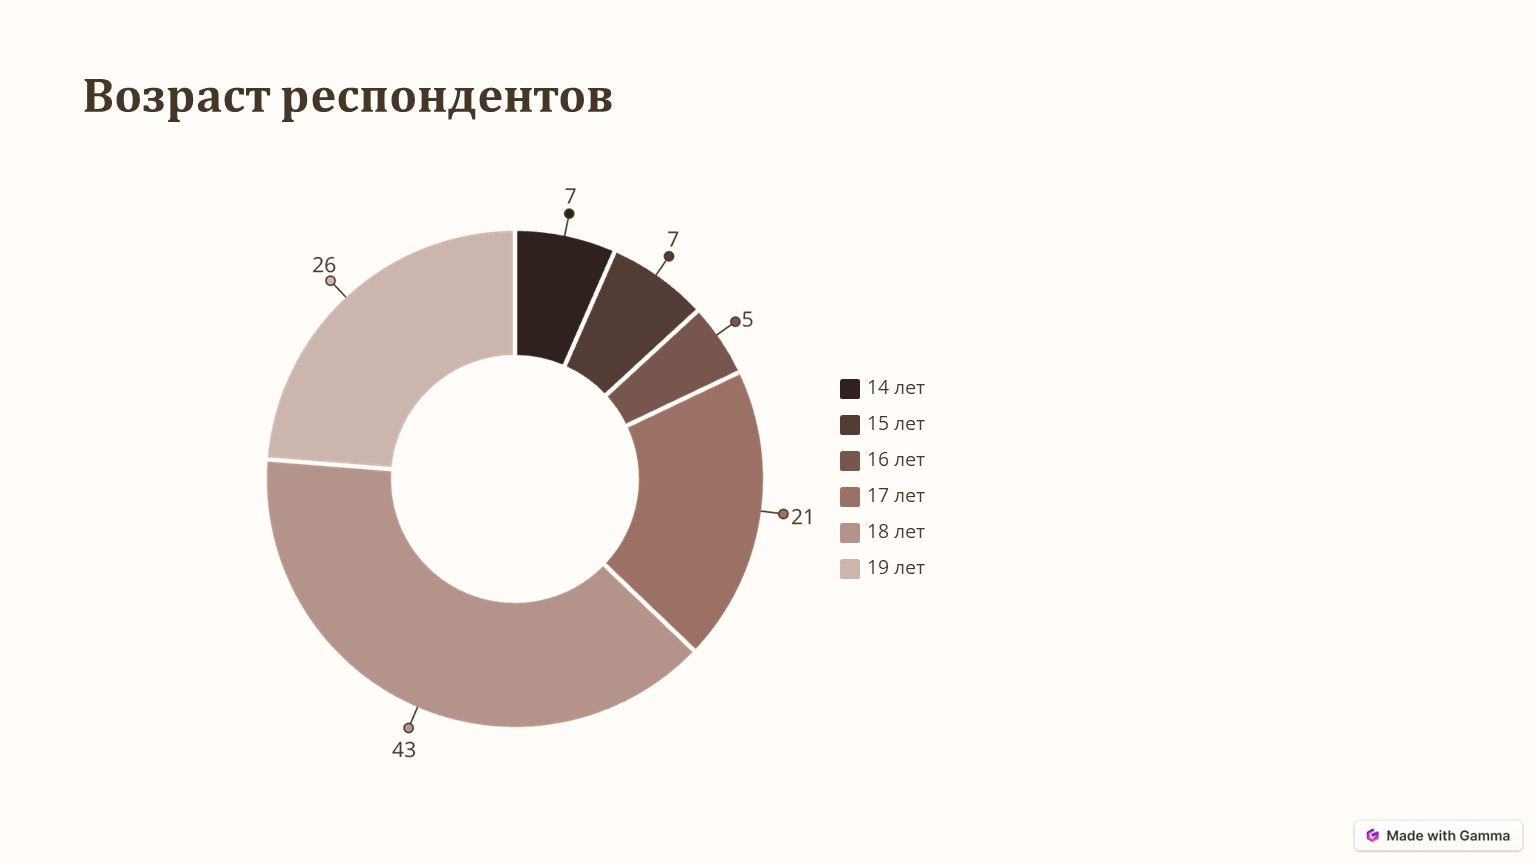 Возраст респондентов
7
7
26
5
21
43
14 лет
15 лет
16 лет
17 лет
18 лет
19 лет
Made with Gamma